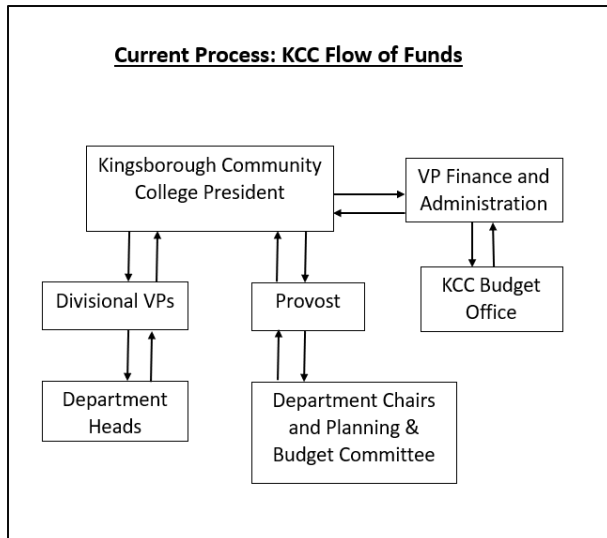 Current Process: KCC Flow of Funds
Kingsborough Community
College President
VP Finance and
Administration
Divisional VPs
Provost
KCC Budget
Office
Department
Heads
Department Chairs
and Planning &
Budget Committee